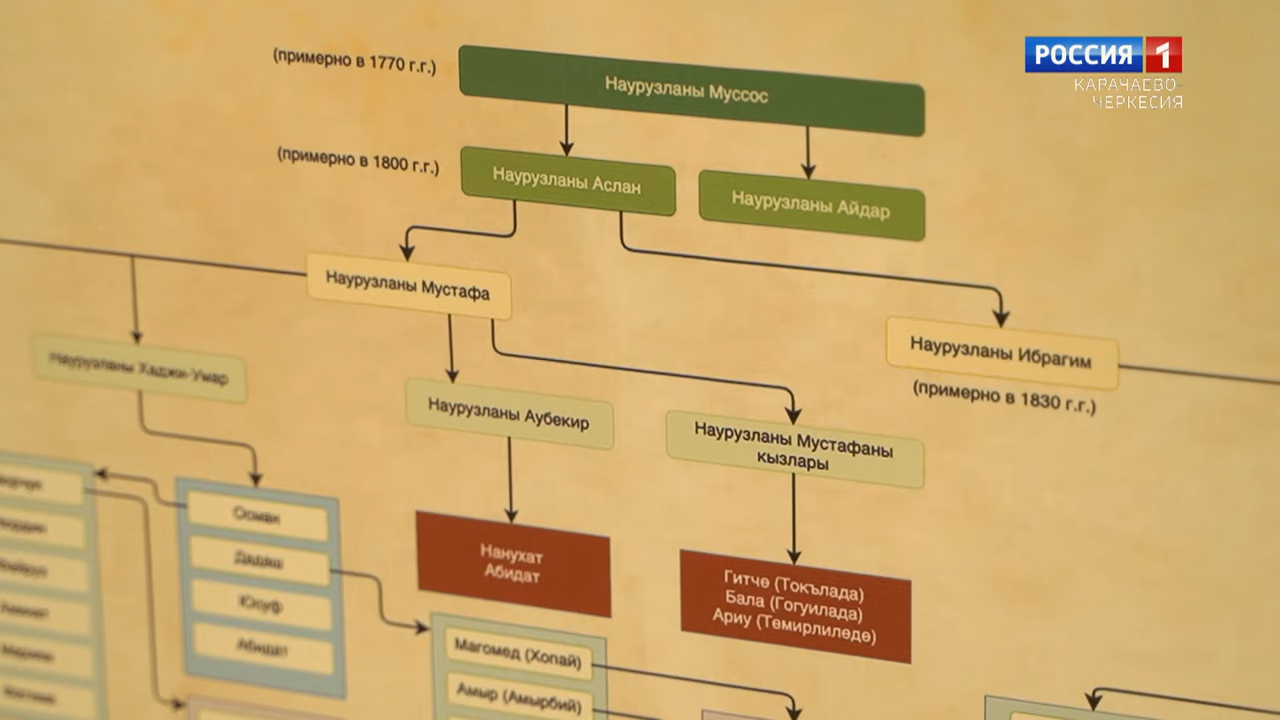 РОССИЯ 1
КАРАЧАЕВО-
ЧЕРКЕСИЯ
(примерно в 1770 г.г.)
Наурузланы Муссос
(примерно в 1800 г.г.)
Наурузланы Аслан
Наурузланы Айдар
Наурузланы Мустафа
Наурузланы Ибрагим
(примерно в 1830 г.г.)
Наурузланы Хаджи-Умар
Наурузланы Аубекир
Наурузланы Мустафаны
кызлары
Осман
Дадаш
Юсуф
Абидат
Нанухат
Абидат
Гитче (Токълада)
Бала (Гогуилада)
Ариу (Темирлиледе)
Магомед (Хопай)
Амыр (Амырбий)